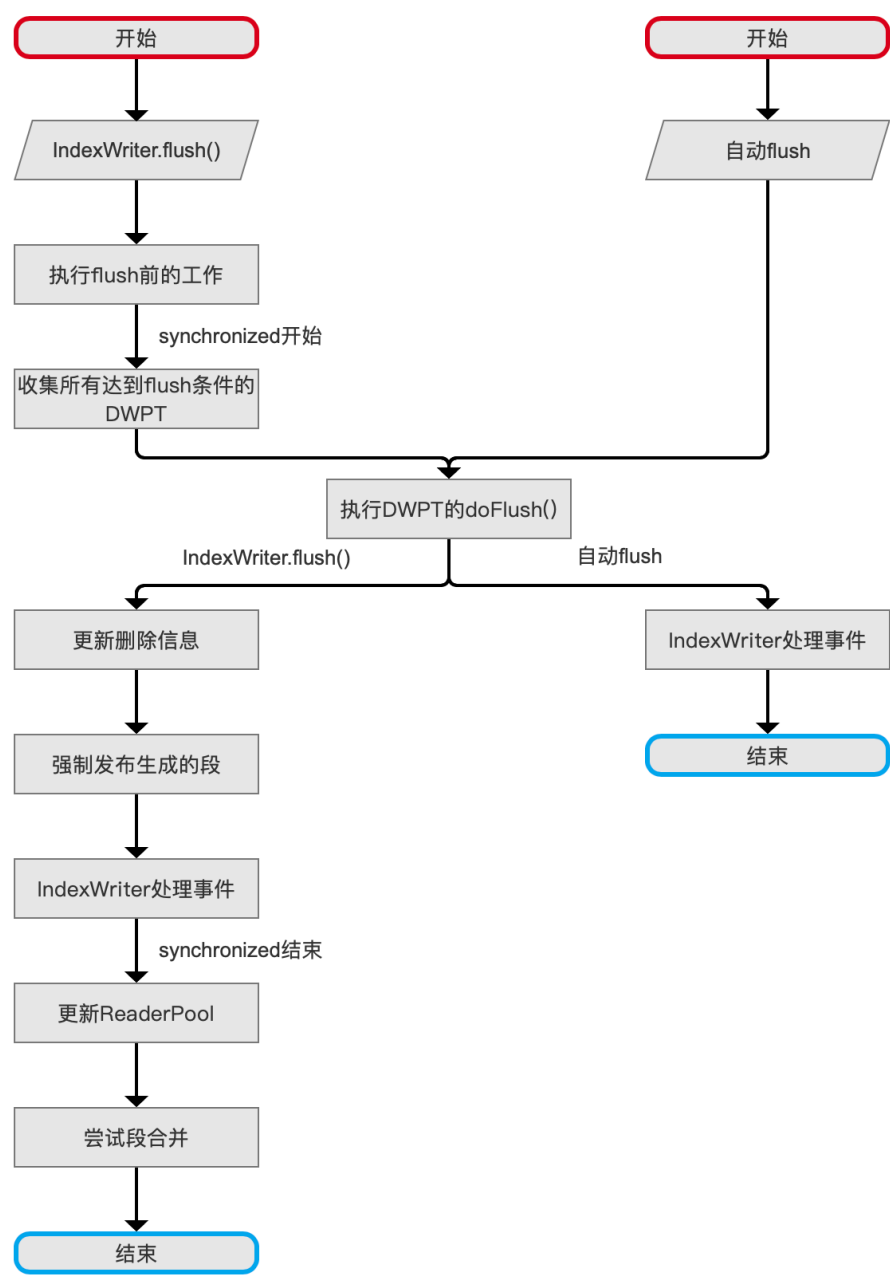 开始
开始
IndexWriter.flush()
自动flush
执行flush前的工作
synchronized开始
收集所有达到flush条件的
DWPT
执行DWPT的doFlush()
IndexWriter.flush()
自动flush
更新删除信息
IndexWriter处理事件
强制发布生成的段
结束
IndexWriter处理事件
synchronized结束
更新ReaderPool
尝试段合并
结束